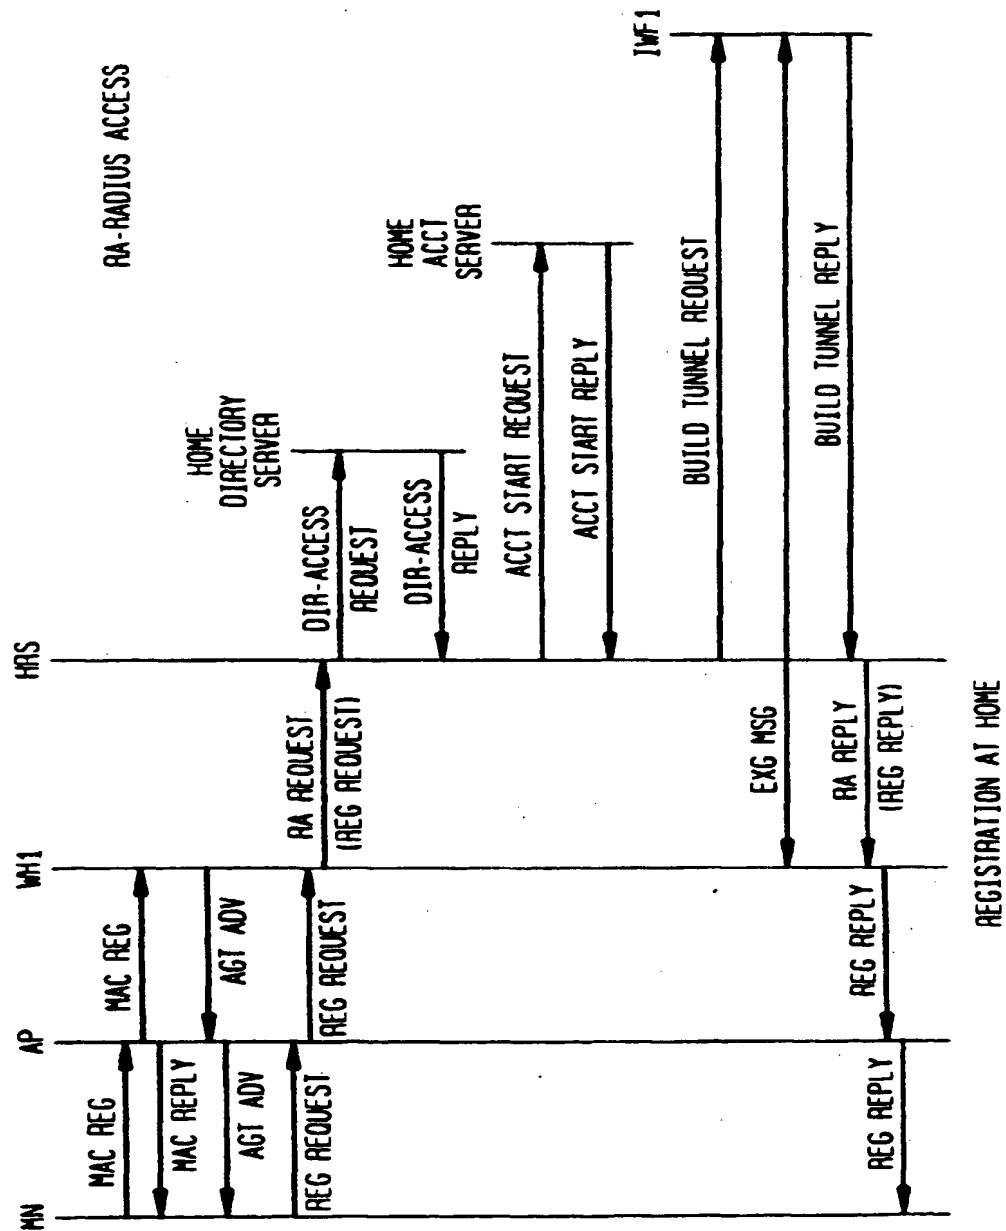 MN
AP
WH1
HRS
IWF1
RA-RADIUS ACCESS
HOME
DIRECTORY
SERVER
HOME
ACCT
SERVER
MAC REG
MAC REG
MAC REPLY
AGT ADV
AGT ADV
REG REQUEST
REG REQUEST
RA REQUEST
(REG REQUEST)
DIR-ACCESS
REQUEST
DIR-ACCESS
REPLY
ACCT START REQUEST
ACCT START REPLY
BUILD TUNNEL REQUEST
EXG MSG
BUILD TUNNEL REPLY
RA REPLY
(REG REPLY)
REG REPLY
REG REPLY
REGISTRATION AT HOME